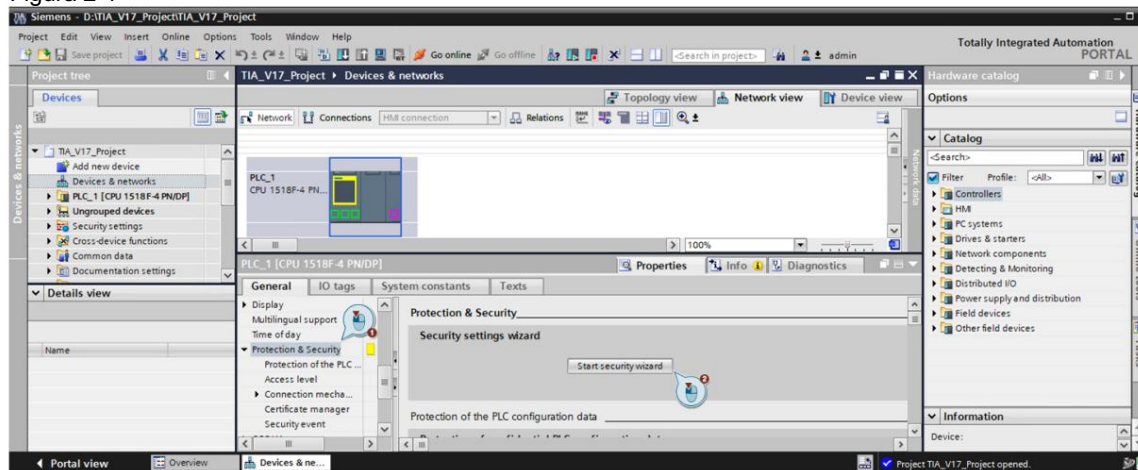 Siemens - D:\TIA_V17_Project\TIA_V17_Project
Project Edit View Insert Online Options Tools Window Help
Totally Integrated Automation
PORTAL
Save project
Go online
Go offline
<Search in project>
admin
Project tree
TIA_V17_Project ▸ Devices & networks
Hardware catalog
Devices
Topology view
Network view
Device view
Options
Network
Connections
HMI connection
Relations
Catalog
<Search>
Filter Profile: <All>
TIA_V17_Project
Add new device
Devices & networks
PLC_1 [CPU 1518F-4 PN/DP]
Ungrouped devices
Security settings
Cross-device functions
Common data
Documentation settings
PLC_1
CPU 1518F-4 PN...
Network data
Controllers
HMI
PC systems
Drives & starters
Network components
Detecting & Monitoring
Distributed I/O
Power supply and distribution
Field devices
Other field devices
100%
PLC_1 [CPU 1518F-4 PN/DP]
Properties
Info
Diagnostics
General
IO tags
System constants
Texts
Details view
Name
Display
Multilingual support
Time of day
Protection & Security
Protection of the PLC ...
Access level
Connection mecha...
Certificate manager
Security event
1
Protection & Security
Security settings wizard
Start security wizard
2
Protection of the PLC configuration data
Information
Device:
Devices & networks
Portal view
Overview
Devices & ne...
Project TIA_V17_Project opened.